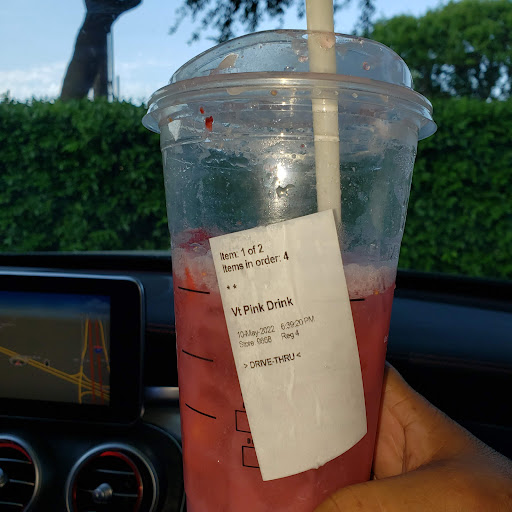 Item: 1 of 2
Items in order: 4
* *
Vt Pink Drink
10-May-2022 6:39:20 PM
Store 9668 Reg 4
> DRIVE-THRU <